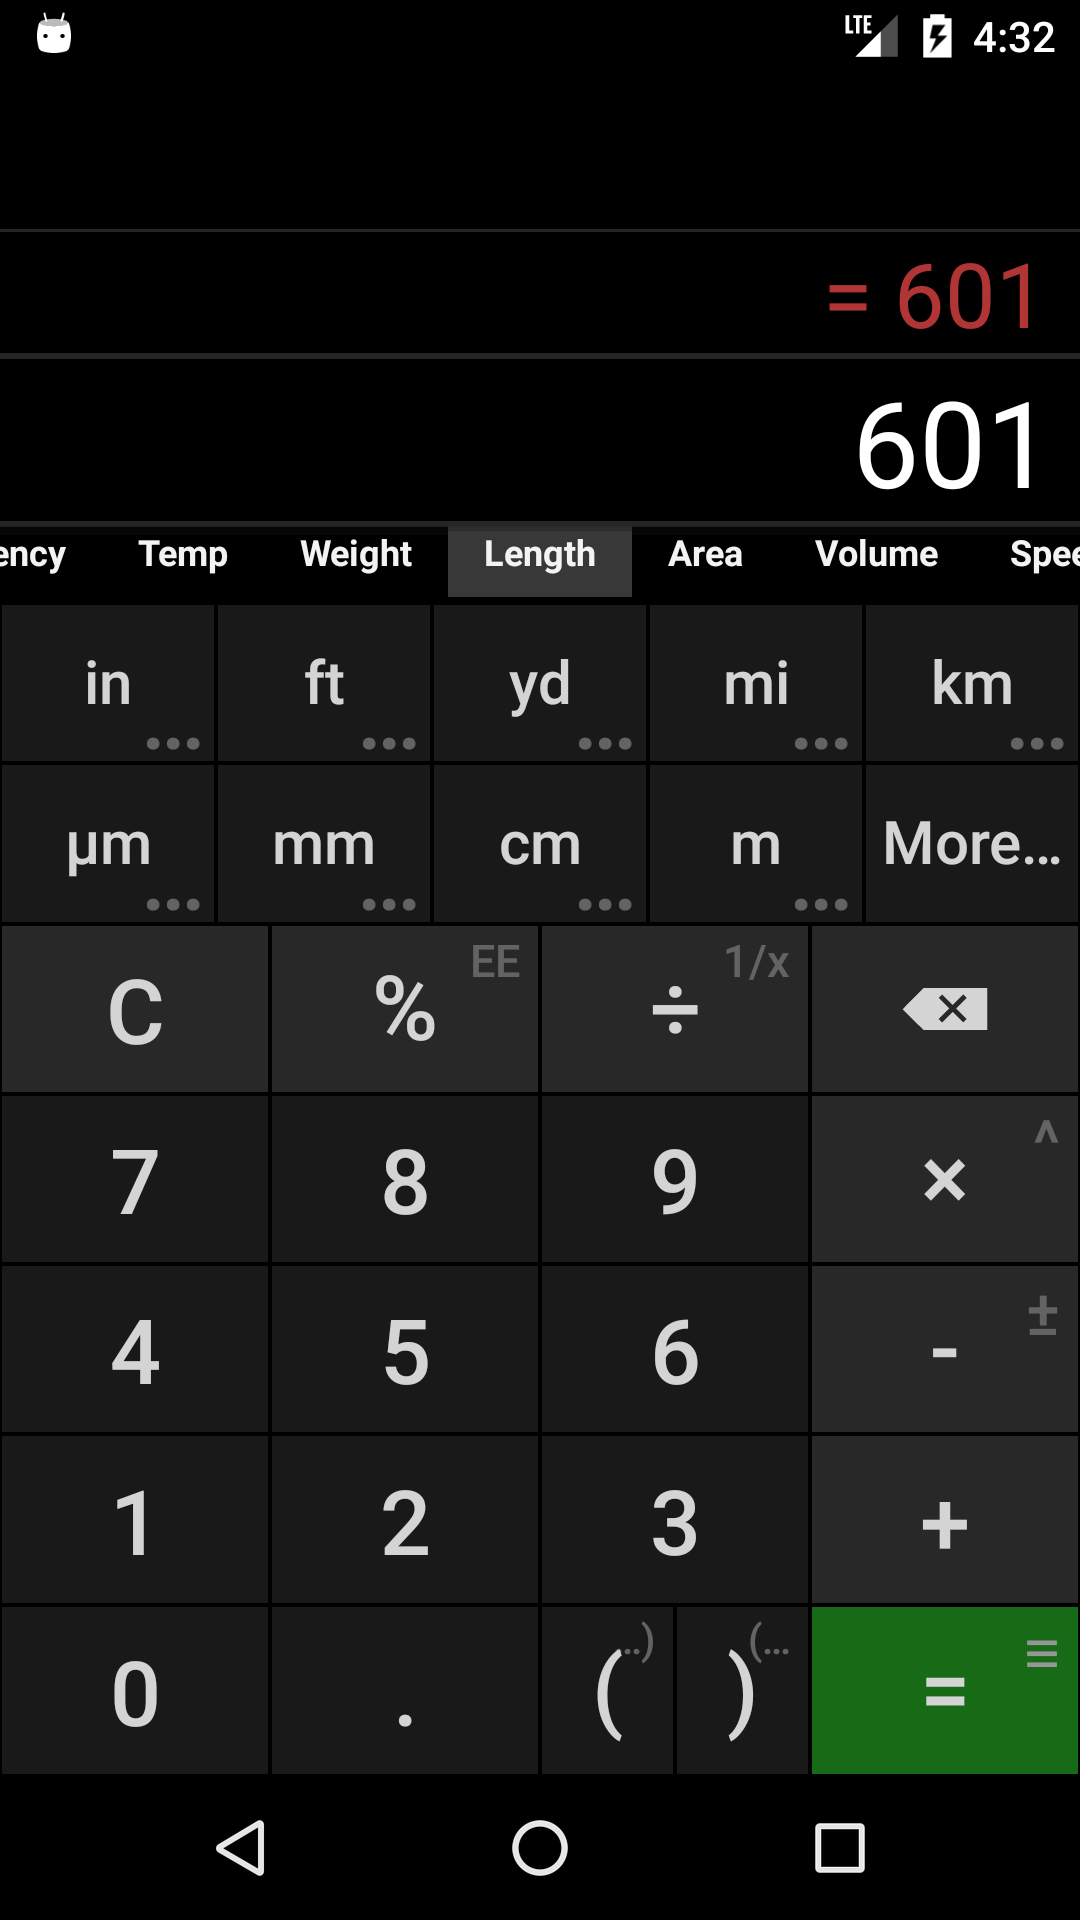 LTE 4:32
= 601
601
ency Temp Weight Length Area Volume Spee
in ft yd mi km
µm mm cm m More...
C % EE ÷ 1/x
7 8 9 × ^
4 5 6 - ±
1 2 3 +
0 . ( ..) ) (... =